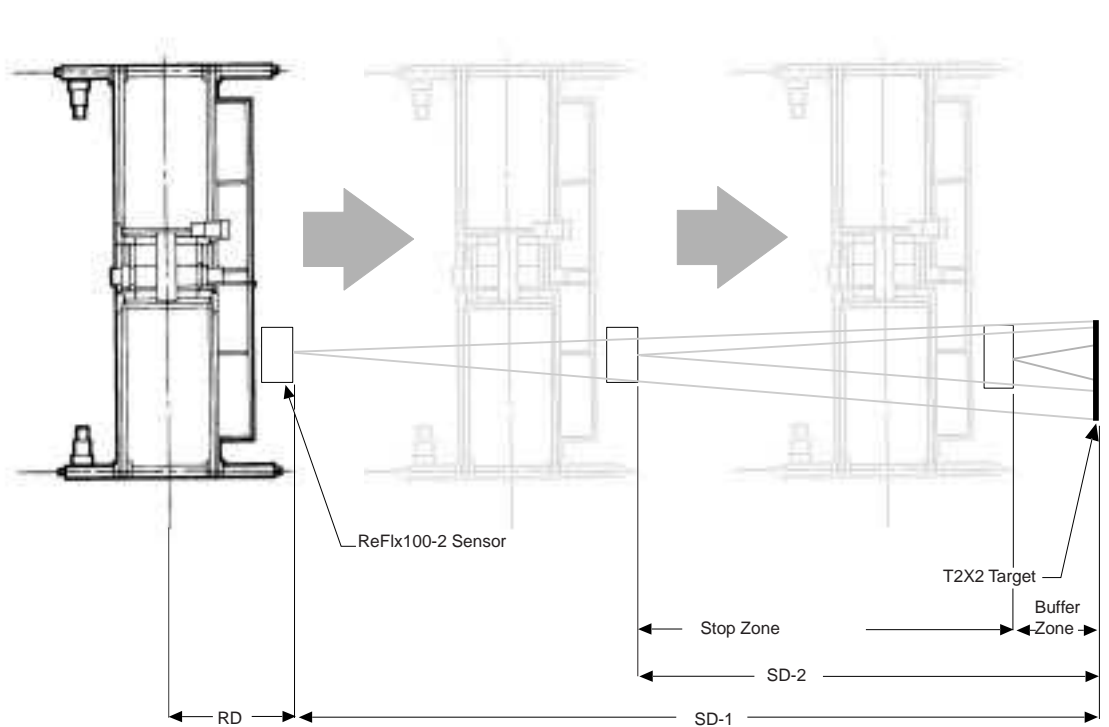 ReFlx100-2 Sensor
T2X2 Target
Buffer
Zone
Stop Zone
SD-2
RD
SD-1